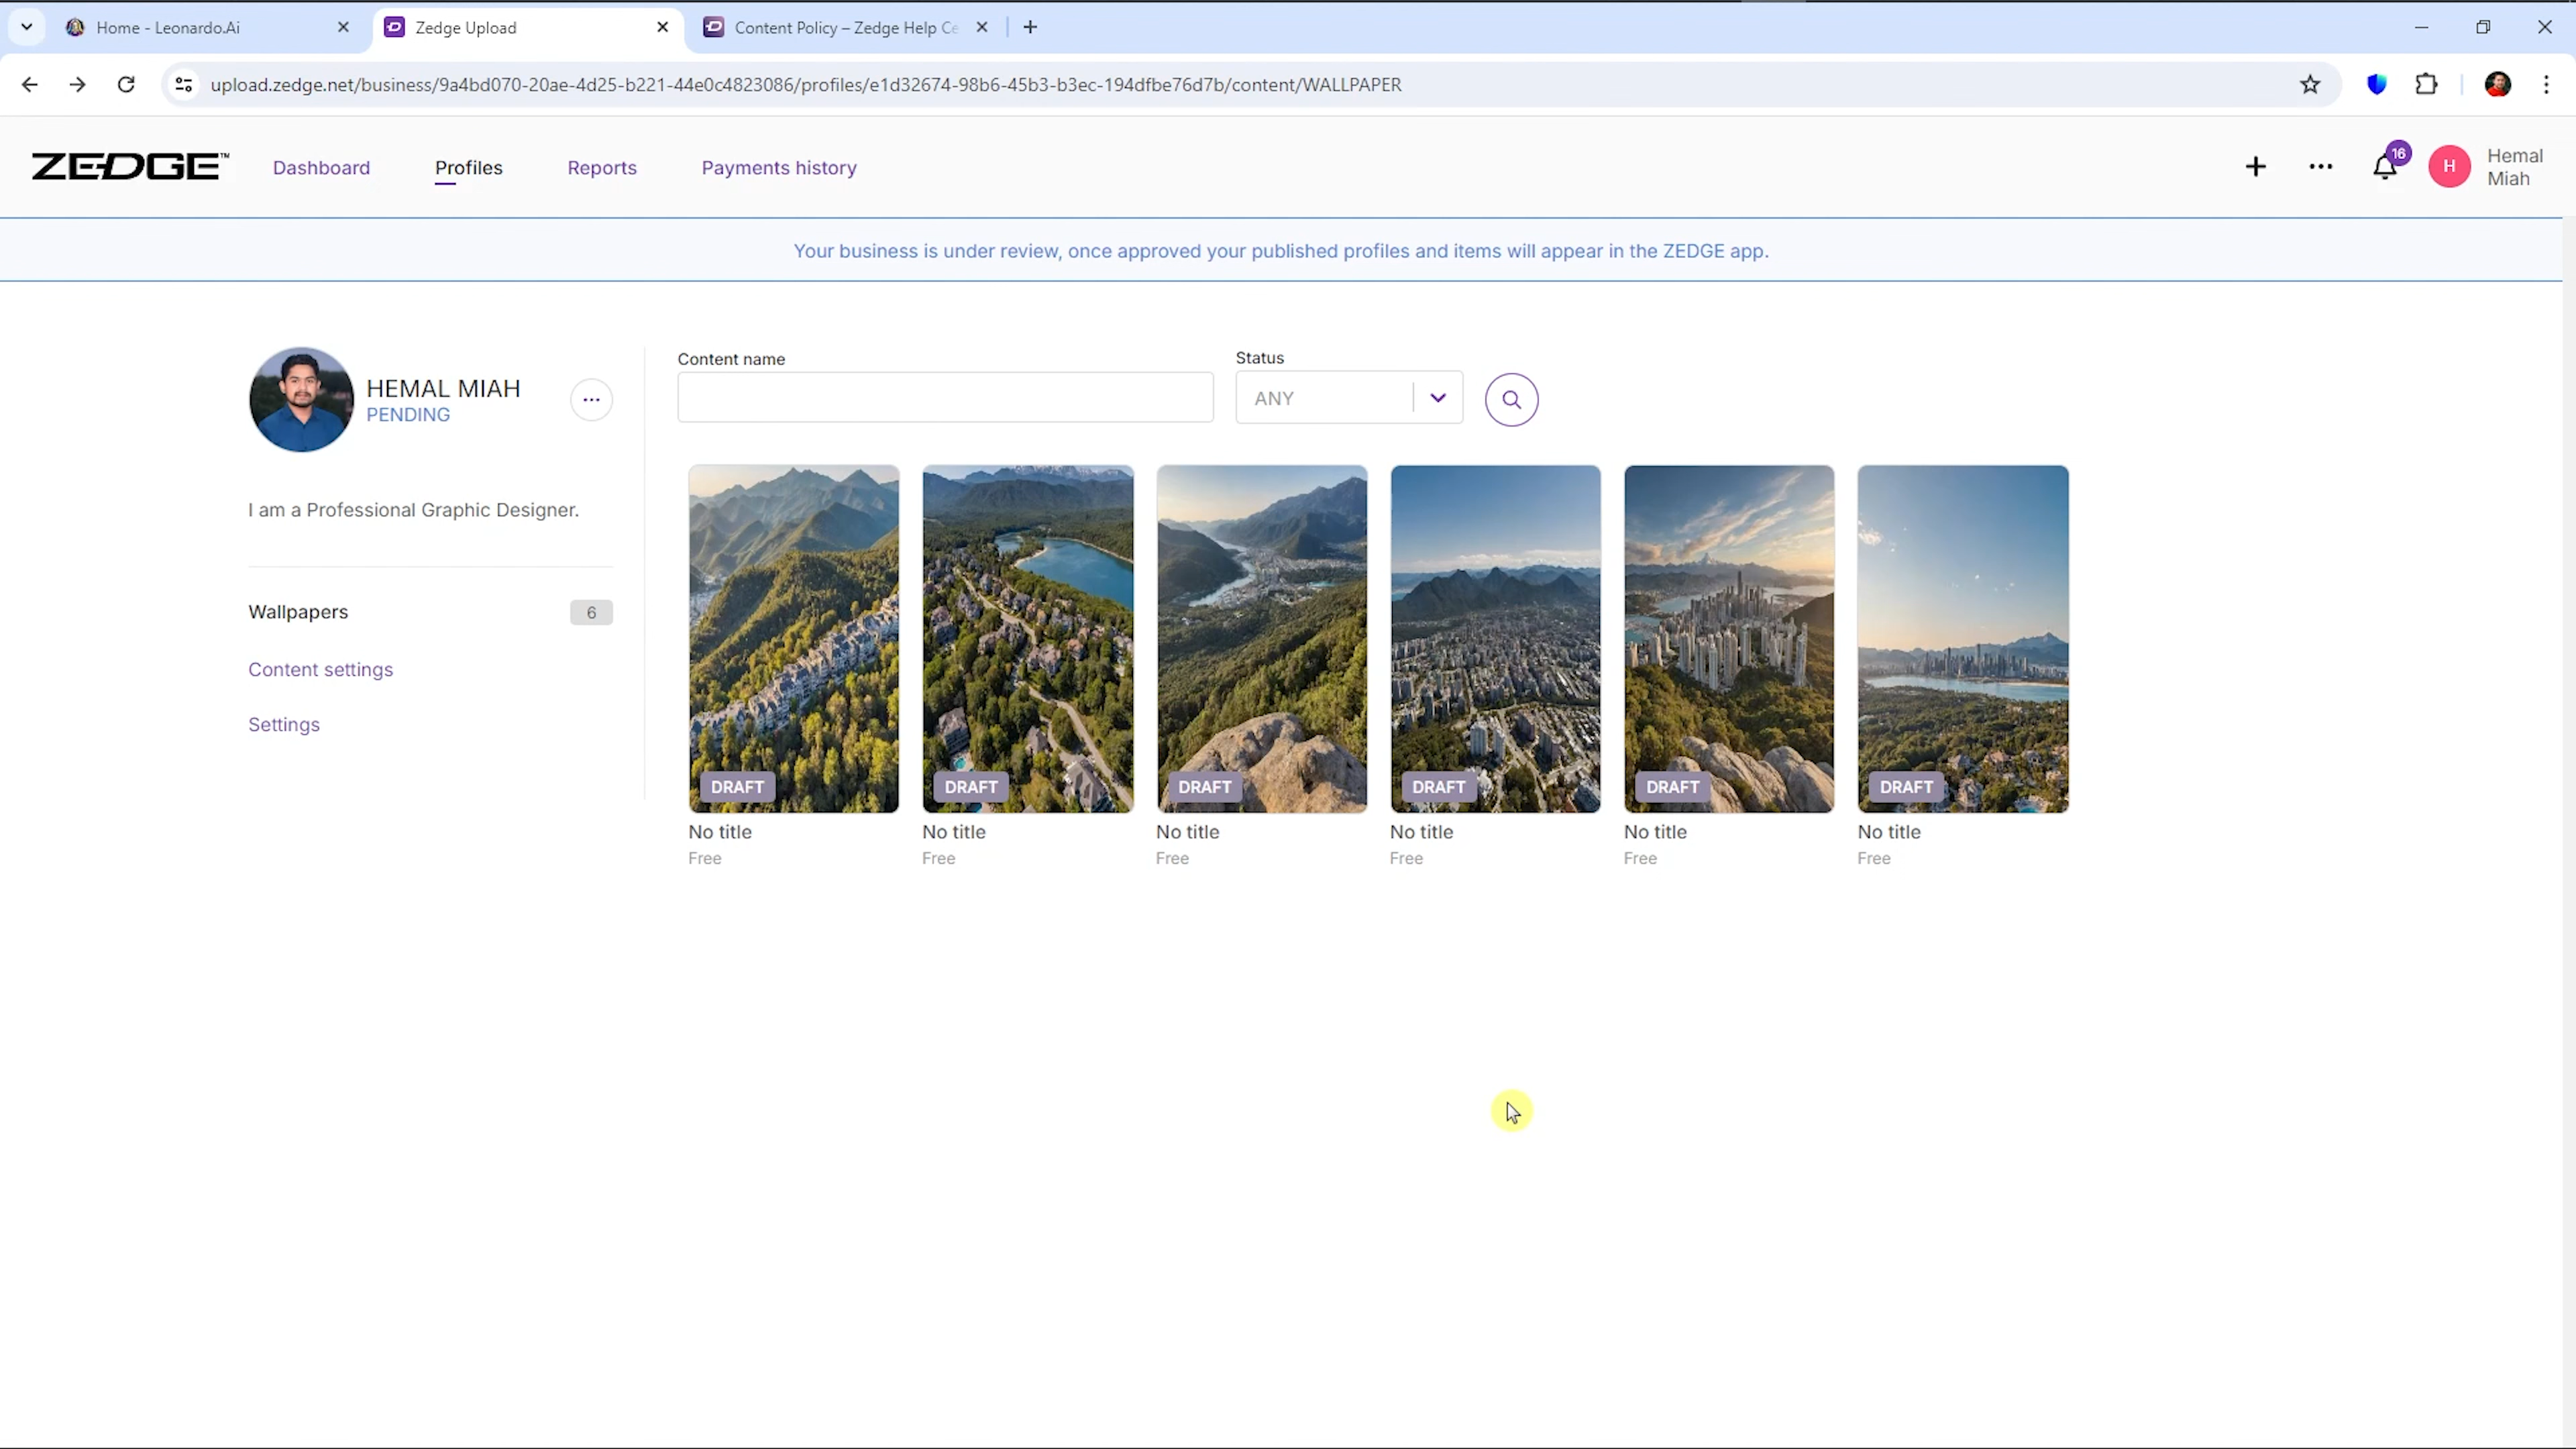 Home - Leonardo.Ai
Zedge Upload
Content Policy – Zedge Help Ce
upload.zedge.net/business/9a4bd070-20ae-4d25-b221-44e0c4823086/profiles/e1d32674-98b6-45b3-b3ec-194dfbe76d7b/content/WALLPAPER
ZEDGE™
Dashboard
Profiles
Reports
Payments history
16
H
Hemal
Miah
Your business is under review, once approved your published profiles and items will appear in the ZEDGE app.
HEMAL MIAH
PENDING
I am a Professional Graphic Designer.
Wallpapers
6
Content settings
Settings
Content name
Status
ANY
DRAFT
No title
Free
DRAFT
No title
Free
DRAFT
No title
Free
DRAFT
No title
Free
DRAFT
No title
Free
DRAFT
No title
Free